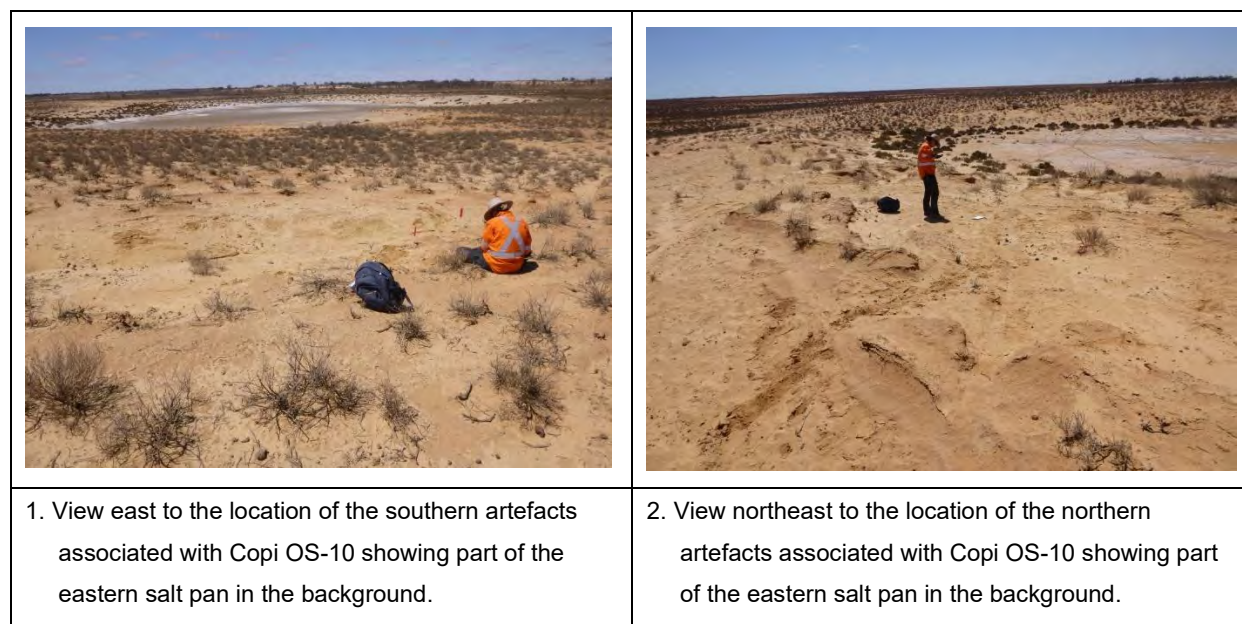 1. View east to the location of the southern artefacts
associated with Copi OS-10 showing part of the
eastern salt pan in the background.
2. View northeast to the location of the northern
artefacts associated with Copi OS-10 showing part
of the eastern salt pan in the background.